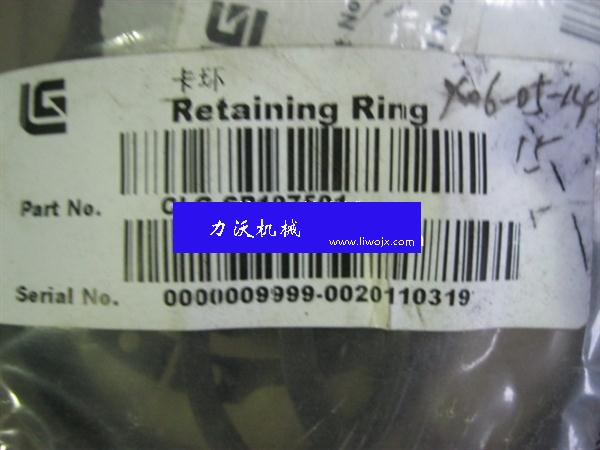 卡环
Retaining Ring
X06-05-14
15
Part No.
力沃机械
www.liwojx.com
Serial No. 0000009999-0020110319